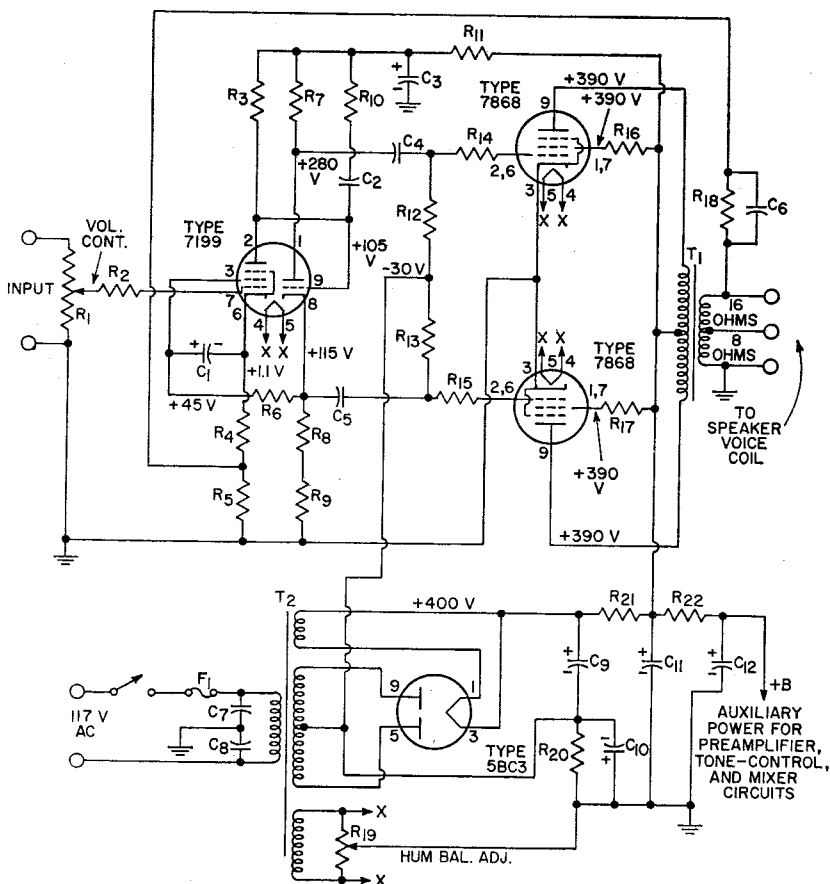 R11
+390 V
+390 V
TYPE
7868
9
R3
R7
R10
+
-
C3
C4
R14
R16
2,6
1,7
3
5
4
X
X
+280
V
C2
R12
R18
C6
VOL.
CONT.
TYPE
7199
2
1
+105
V
T1
INPUT
R1
R2
3
7
6
9
8
4
5
X
X
-30 V
16
OHMS
8
OHMS
+
-
C1
+1.1 V
+115 V
R13
X
X
3
5
4
TYPE
7868
+45 V
R6
C5
R15
2,6
1,7
R17
9
+390
V
TO
SPEAKER
VOICE
COIL
R4
R8
R5
R9
+390 V
T2
+400 V
R21
R22
+
-
C9
+
-
C11
+
-
C12
+B
F1
117 V
AC
C7
C8
9
1
5
3
TYPE
5BC3
R20
-
+
C10
AUXILIARY
POWER FOR
PREAMPLIFIER,
TONE-CONTROL,
AND MIXER
CIRCUITS
X
R19
HUM BAL. ADJ.
X